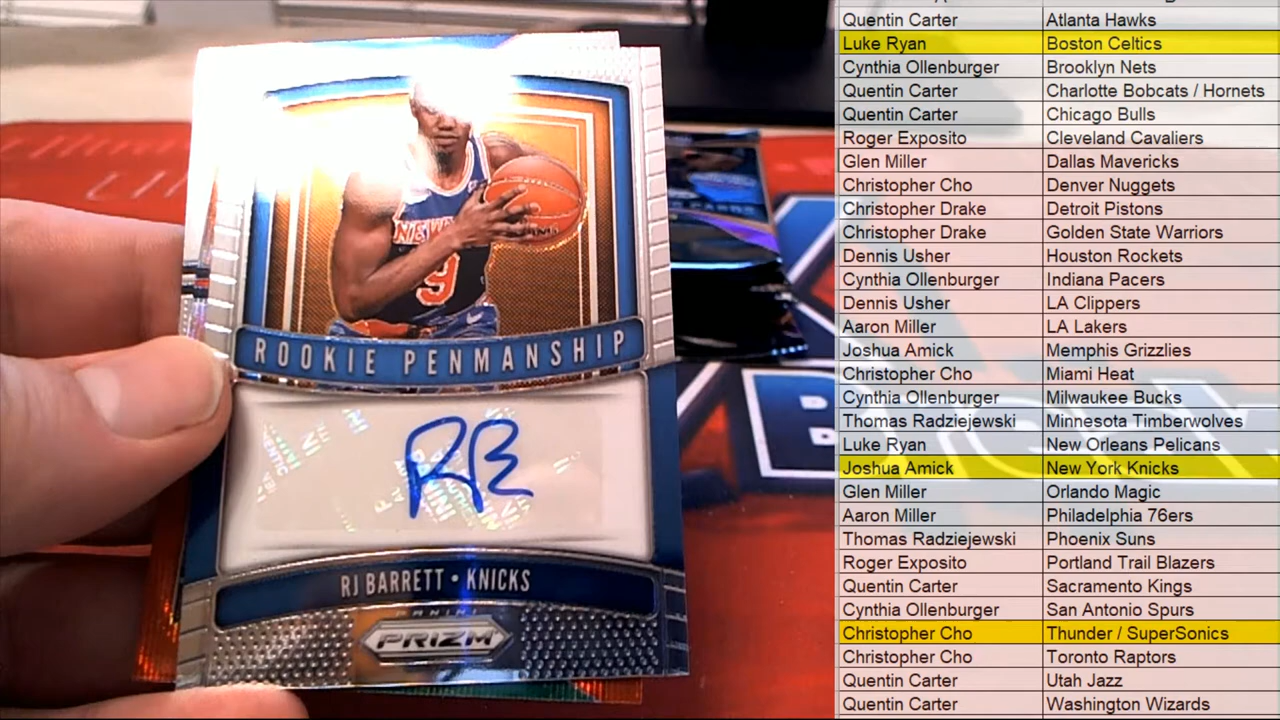 NEW
9
ROOKIE PENMANSHIP
RB
RJ BARRETT • KNICKS
PANINI
PRIZM
Quentin Carter Atlanta Hawks
Luke Ryan Boston Celtics
Cynthia Ollenburger Brooklyn Nets
Quentin Carter Charlotte Bobcats / Hornets
Quentin Carter Chicago Bulls
Roger Exposito Cleveland Cavaliers
Glen Miller Dallas Mavericks
Christopher Cho Denver Nuggets
Christopher Drake Detroit Pistons
Christopher Drake Golden State Warriors
Dennis Usher Houston Rockets
Cynthia Ollenburger Indiana Pacers
Dennis Usher LA Clippers
Aaron Miller LA Lakers
Joshua Amick Memphis Grizzlies
Christopher Cho Miami Heat
Cynthia Ollenburger Milwaukee Bucks
Thomas Radziejewski Minnesota Timberwolves
Luke Ryan New Orleans Pelicans
Joshua Amick New York Knicks
Glen Miller Orlando Magic
Aaron Miller Philadelphia 76ers
Thomas Radziejewski Phoenix Suns
Roger Exposito Portland Trail Blazers
Quentin Carter Sacramento Kings
Cynthia Ollenburger San Antonio Spurs
Christopher Cho Thunder / SuperSonics
Christopher Cho Toronto Raptors
Quentin Carter Utah Jazz
Quentin Carter Washington Wizards